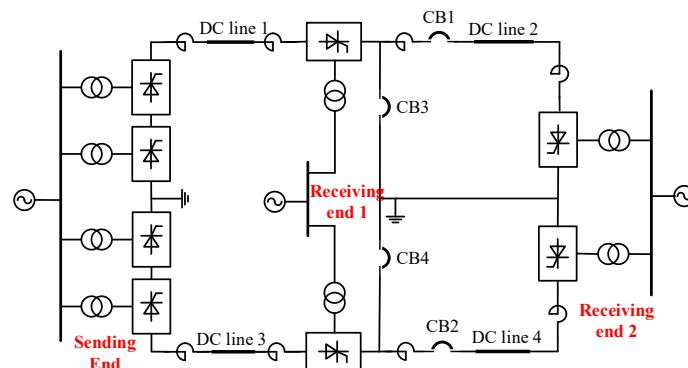 DC line 1
CB1
DC line 2
CB3
Receiving
end 1
CB4
Sending
End
DC line 3
CB2
DC line 4
Receiving
end 2